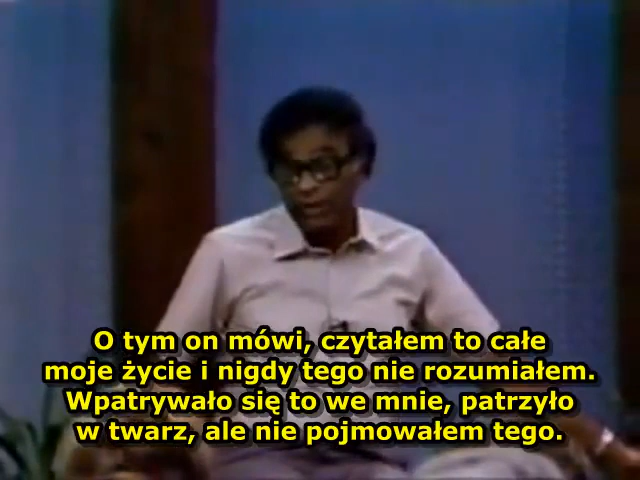 O tym on mówi, czytałem to całe
moje życie i nigdy tego nie rozumiałem.
Wpatrywało się to we mnie, patrzyło
w twarz, ale nie pojmowałem tego.